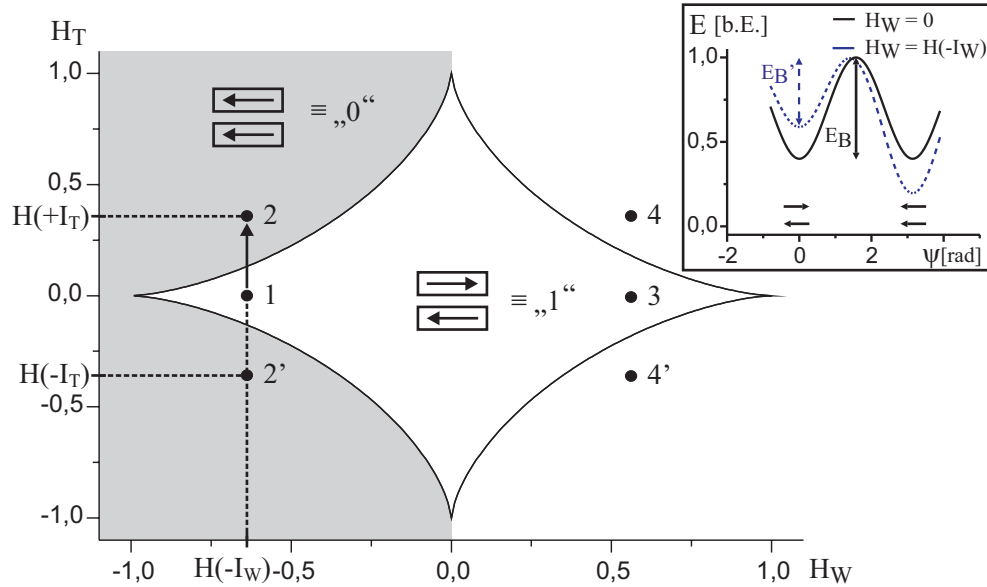 H_T
1,0
0,5
H(+I_T)
0,0
H(-I_T)
-0,5
-1,0
≡ „0“
2
1
2'
≡ „1“
4
3
4'
-1,0
H(-I_W)
-0,5
0,0
0,5
1,0
H_W
E [b.E.]
H_W = 0
H_W = H(-I_W)
1,0
0,5
0,0
E_B'
E_B
-2
0
2
Ψ[rad]